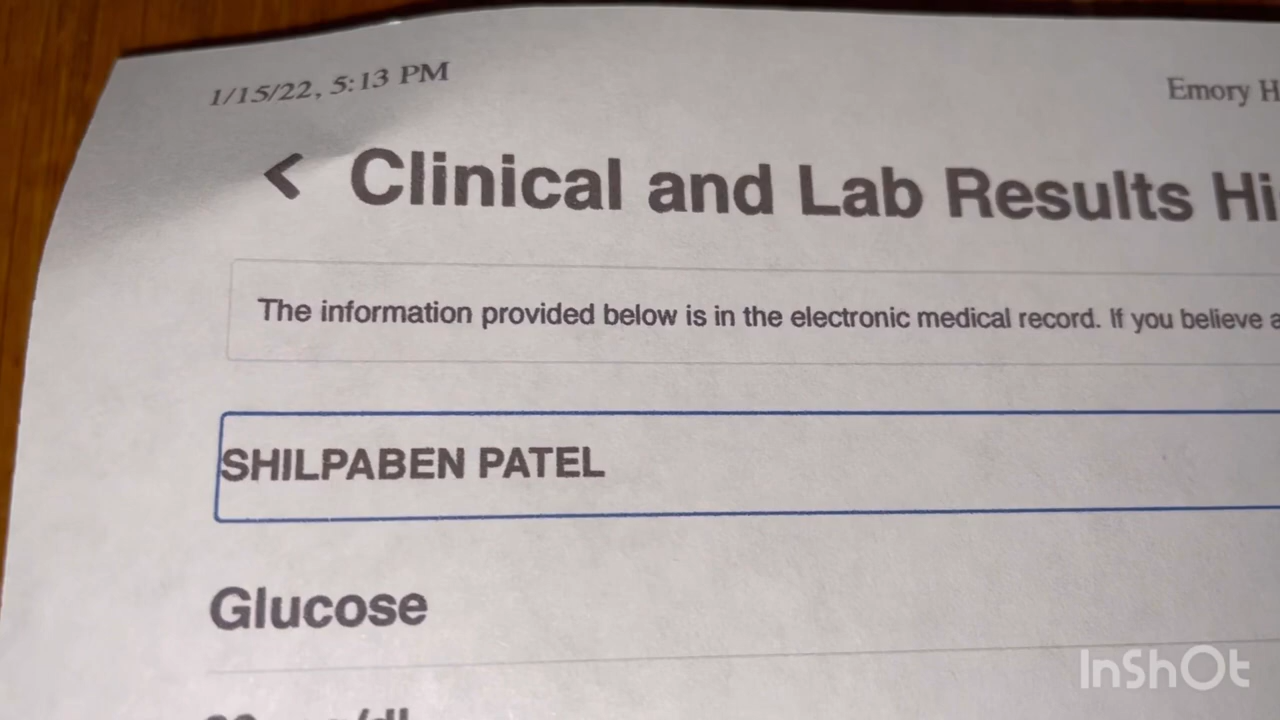 1/15/22, 5:13 PM
Emory H
< Clinical and Lab Results Hi
The information provided below is in the electronic medical record. If you believe a
SHILPABEN PATEL
Glucose
InShOt